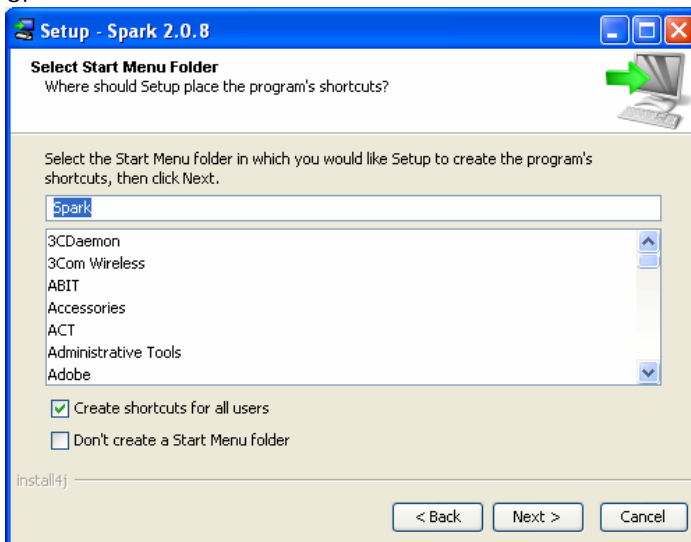 Setup - Spark 2.0.8
Select Start Menu Folder
Where should Setup place the program's shortcuts?
Select the Start Menu folder in which you would like Setup to create the program's
shortcuts, then click Next.
Spark
3CDaemon
3Com Wireless
ABIT
Accessories
ACT
Administrative Tools
Adobe
Create shortcuts for all users
Don't create a Start Menu folder
install4j
< Back Next > Cancel